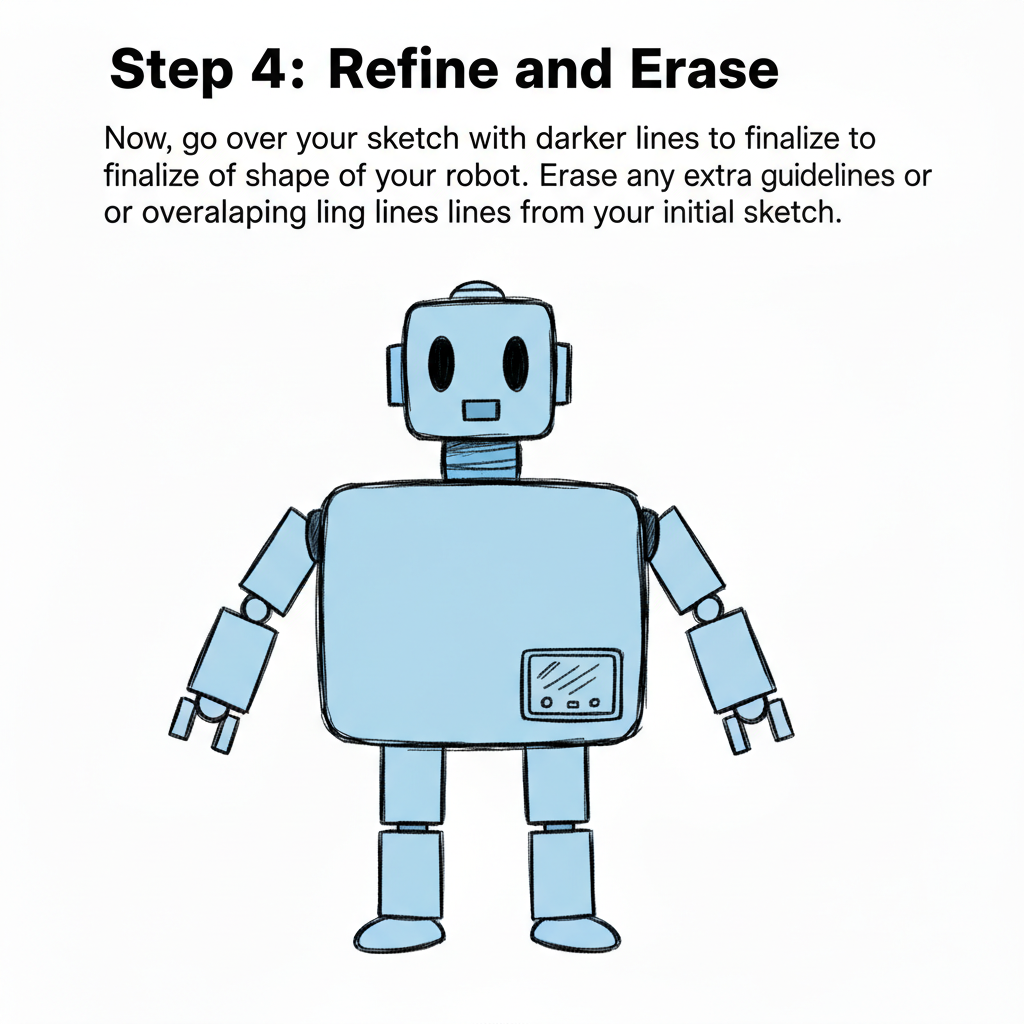 Step 4: Refine and Erase
Now, go over your sketch with darker lines to finalize to
finalize of shape of your robot. Erase any extra guidelines or
or overalaping ling lines lines from your initial sketch.